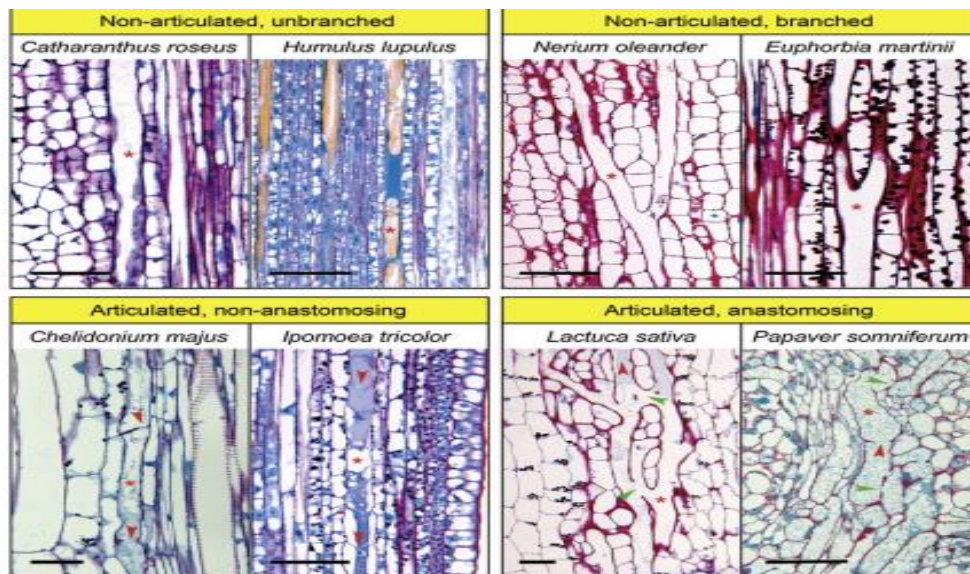 Non-articulated, unbranched
Catharanthus roseus
Humulus lupulus
Non-articulated, branched
Nerium oleander
Euphorbia martinii
Articulated, non-anastomosing
Chelidonium majus
Ipomoea tricolor
Articulated, anastomosing
Lactuca sativa
Papaver somniferum